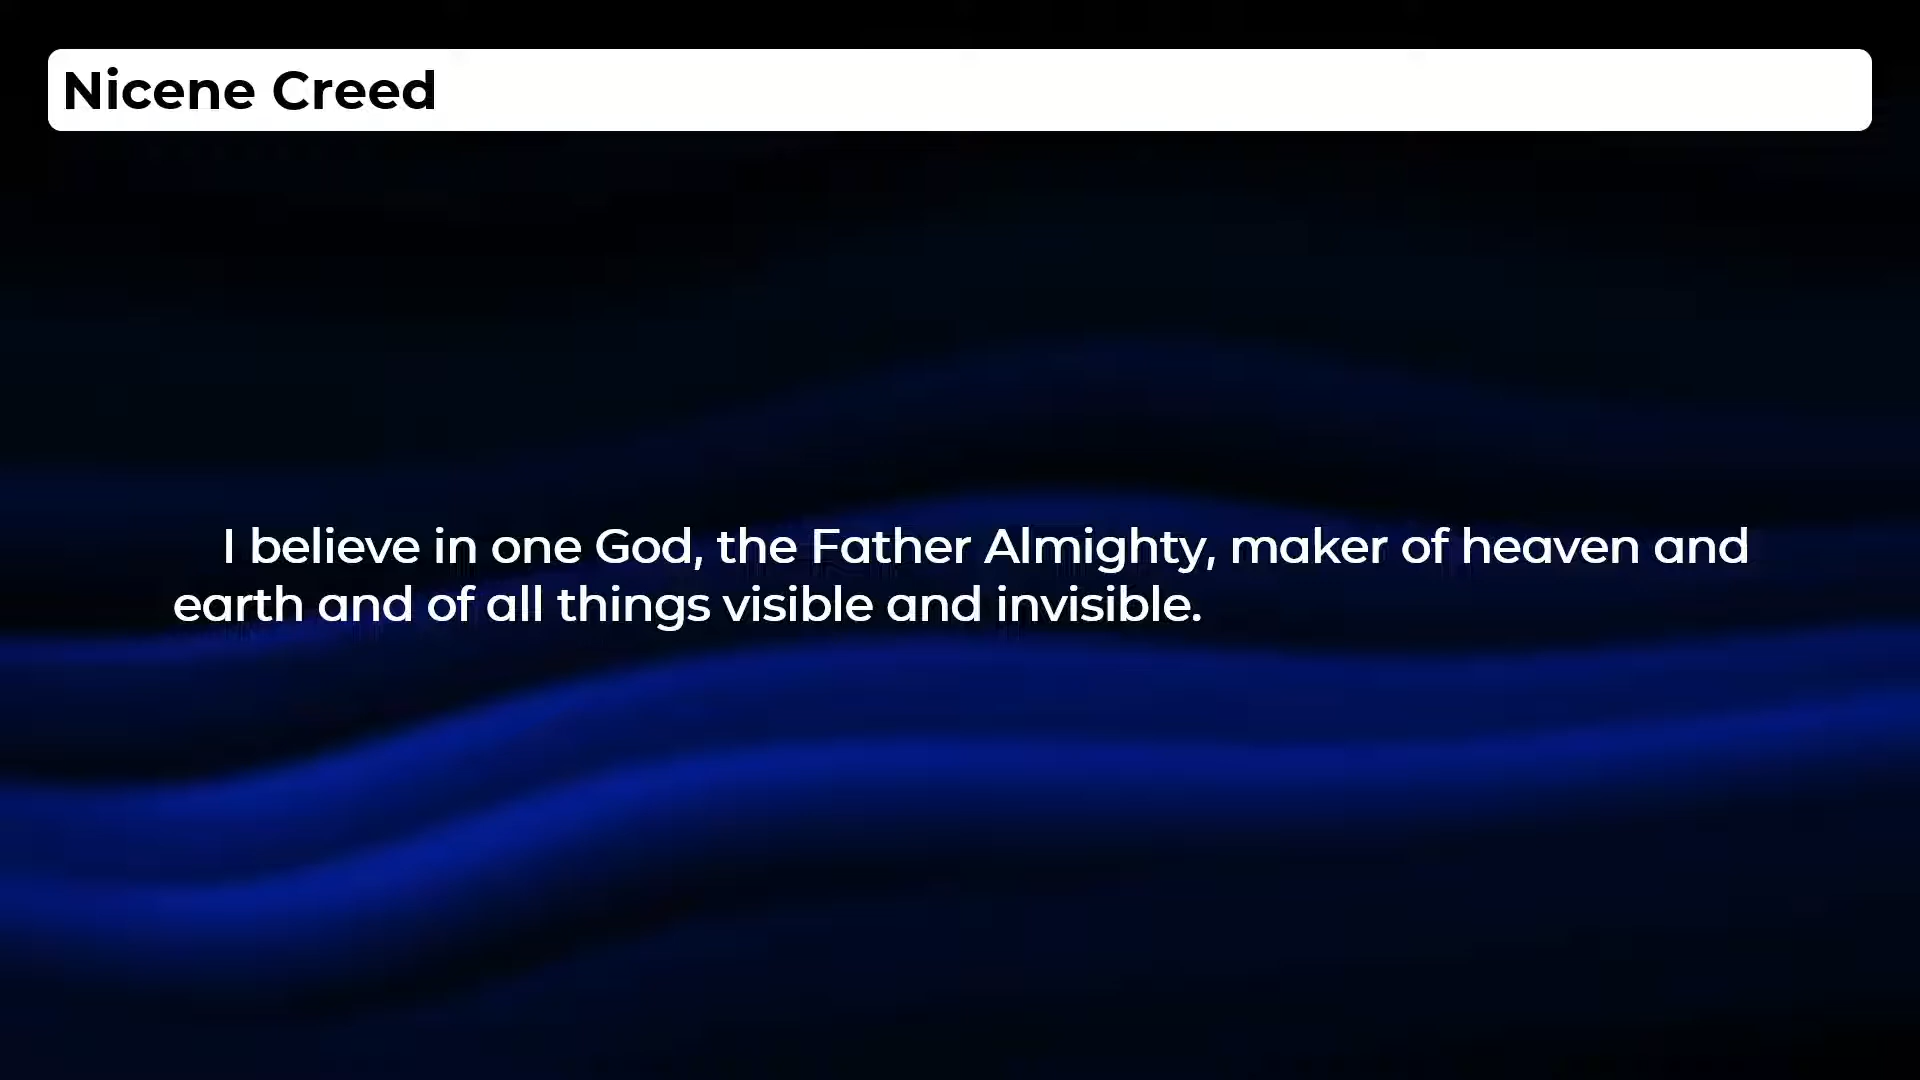 Nicene Creed
I believe in one God, the Father Almighty, maker of heaven and
earth and of all things visible and invisible.